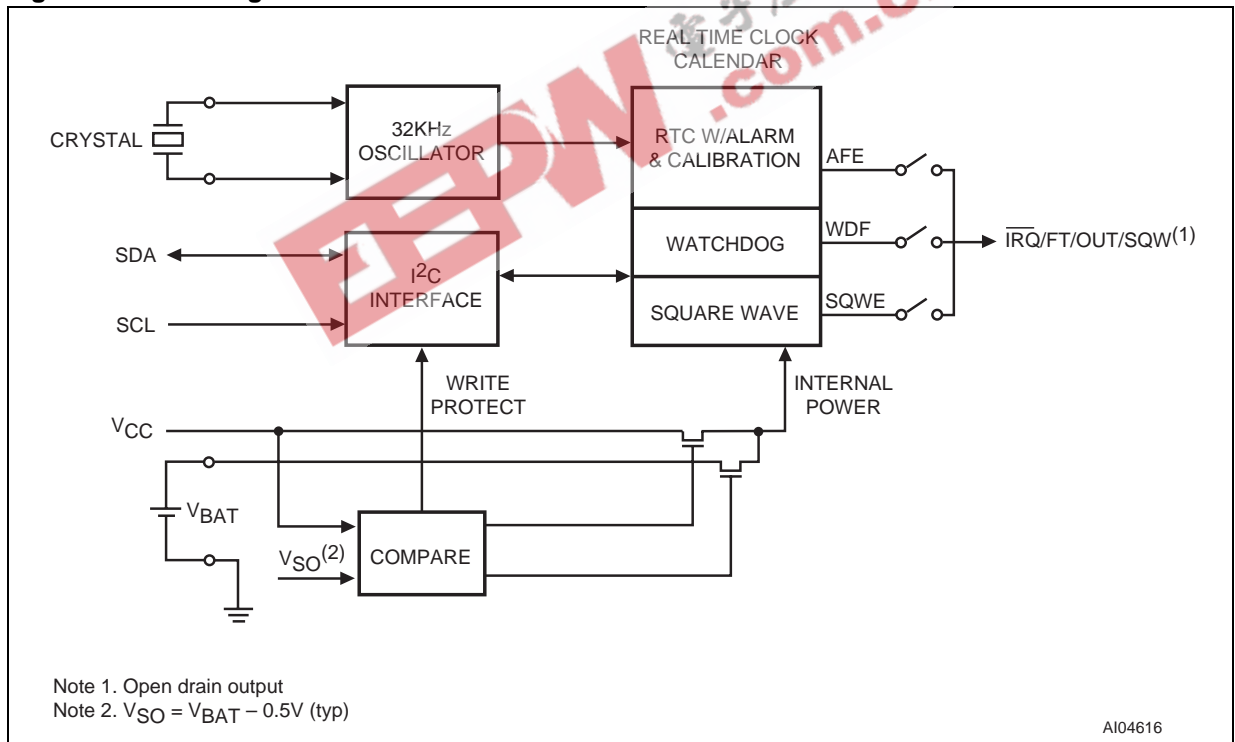 REAL TIME CLOCK
CALENDAR
CRYSTAL
32KHz
OSCILLATOR
RTC W/ALARM
& CALIBRATION
AFE
WATCHDOG
WDF
IRQ/FT/OUT/SQW(1)
SDA
I2C
INTERFACE
SQUARE WAVE
SQWE
SCL
WRITE
PROTECT
INTERNAL
POWER
VCC
VBAT
VSO(2)
COMPARE
Note 1. Open drain output
Note 2. VSO = VBAT – 0.5V (typ)
AI04616
EEPW
.com.c